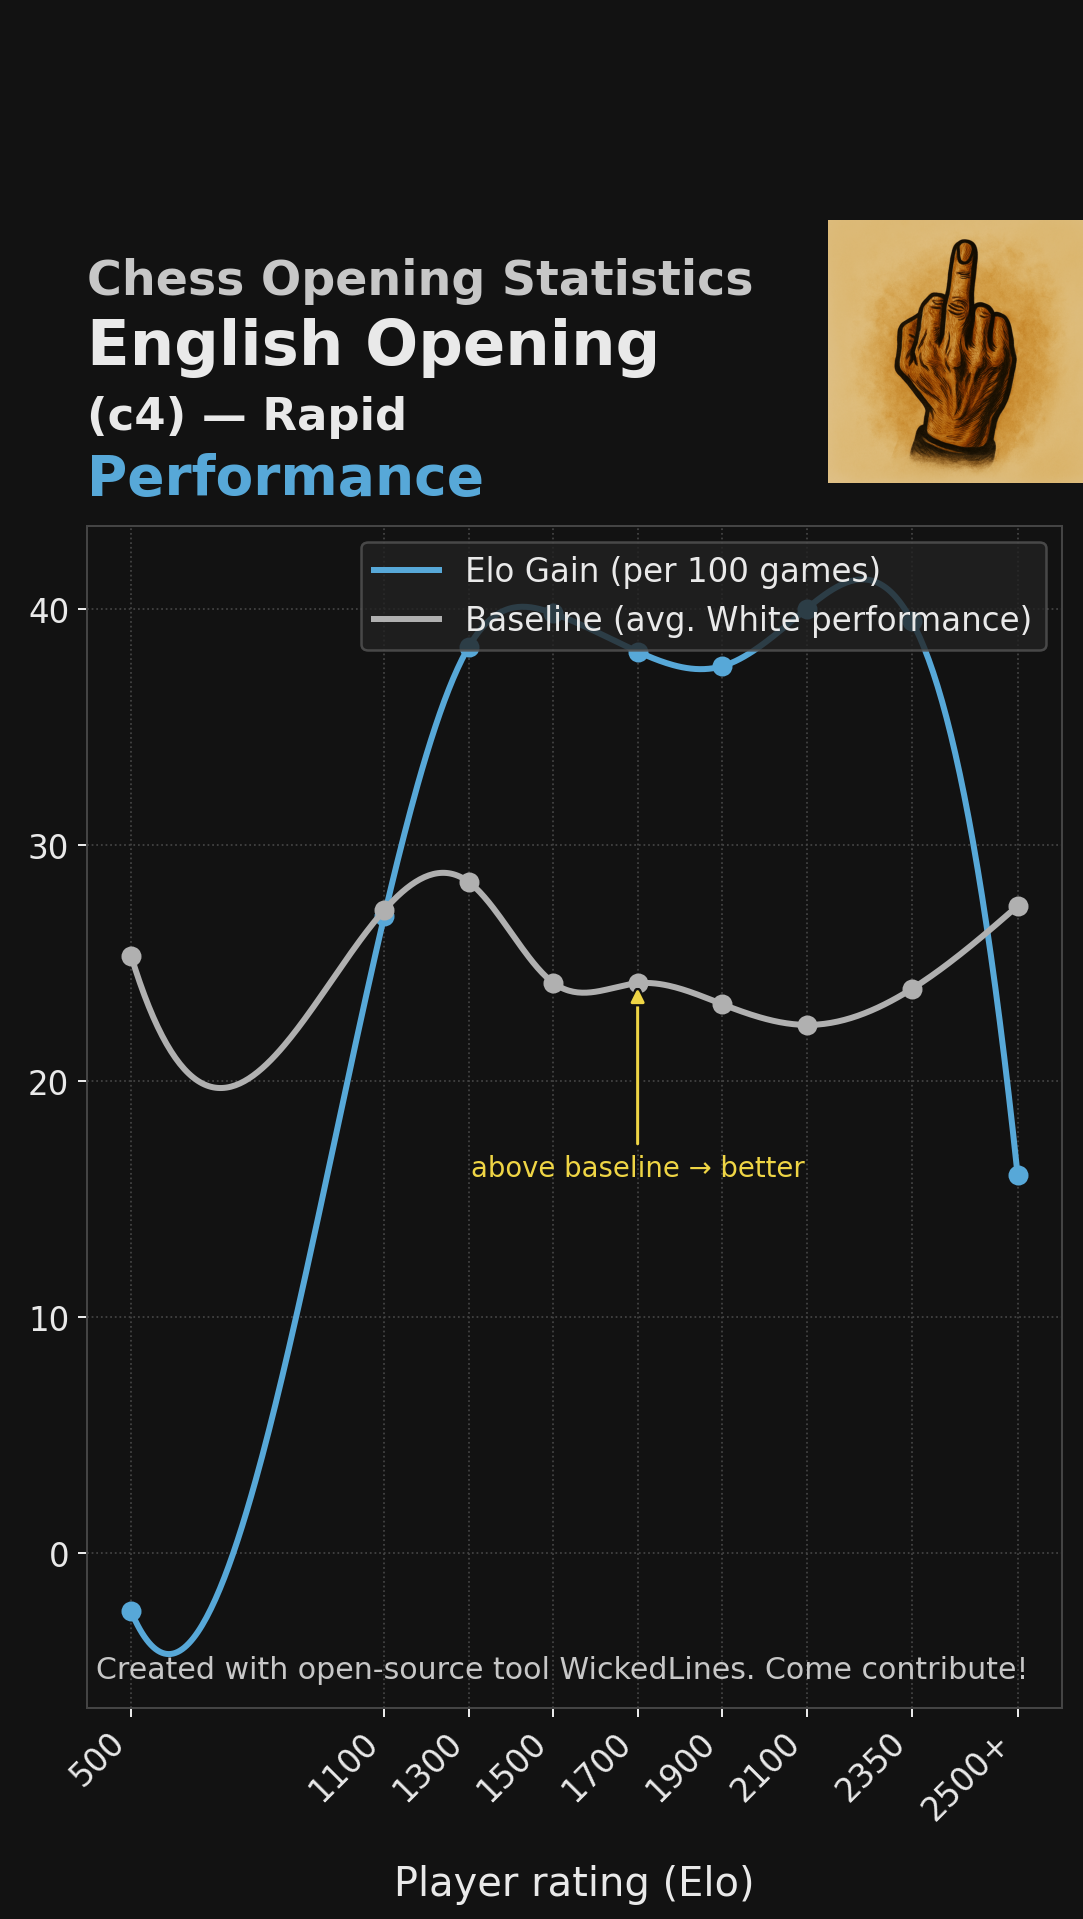 Chess Opening Statistics
English Opening
(c4) — Rapid
Performance
Elo Gain (per 100 games)
Baseline (avg. White performance)
40
30
20
10
0
above baseline → better
Created with open-source tool WickedLines. Come contribute!
500
1100
1300
1500
1700
1900
2100
2350
2500+
Player rating (Elo)